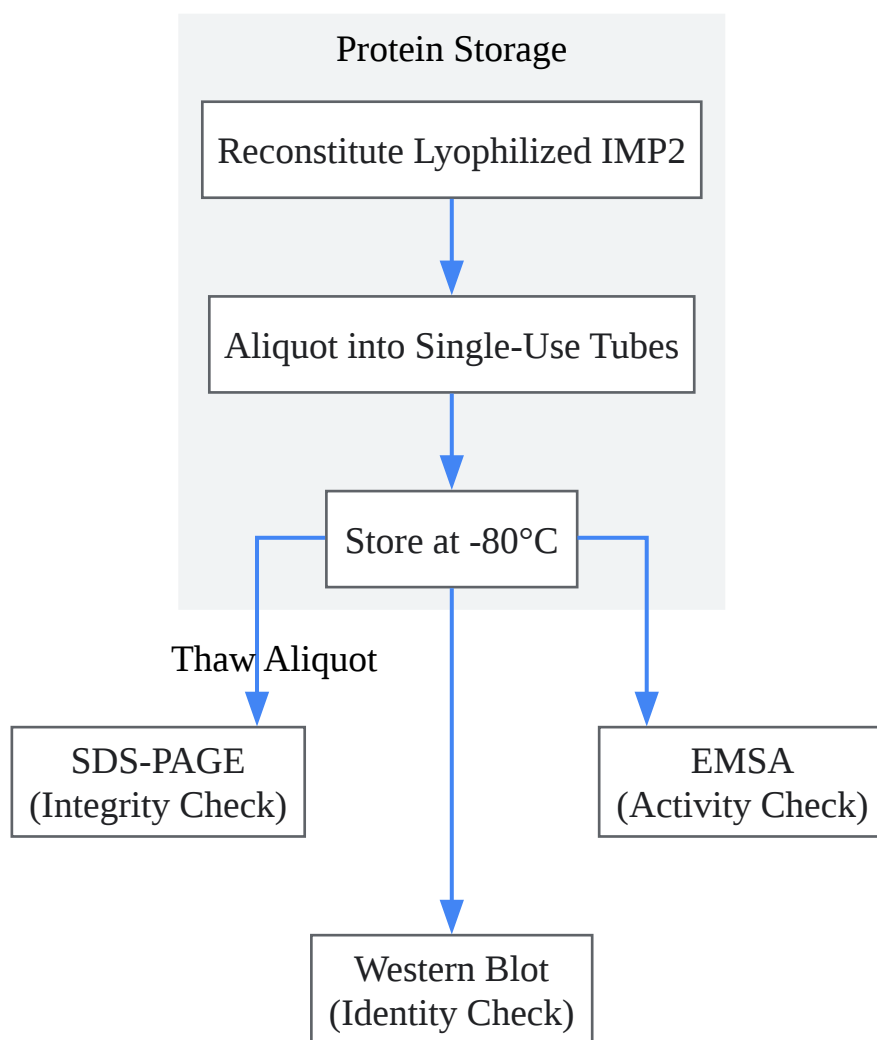 Protein Storage
Reconstitute Lyophilized IMP2
Aliquot into Single-Use Tubes
Store at -80°C
Thaw Aliquot
SDS-PAGE
(Integrity Check)
EMSA
(Activity Check)
Western Blot
(Identity Check)